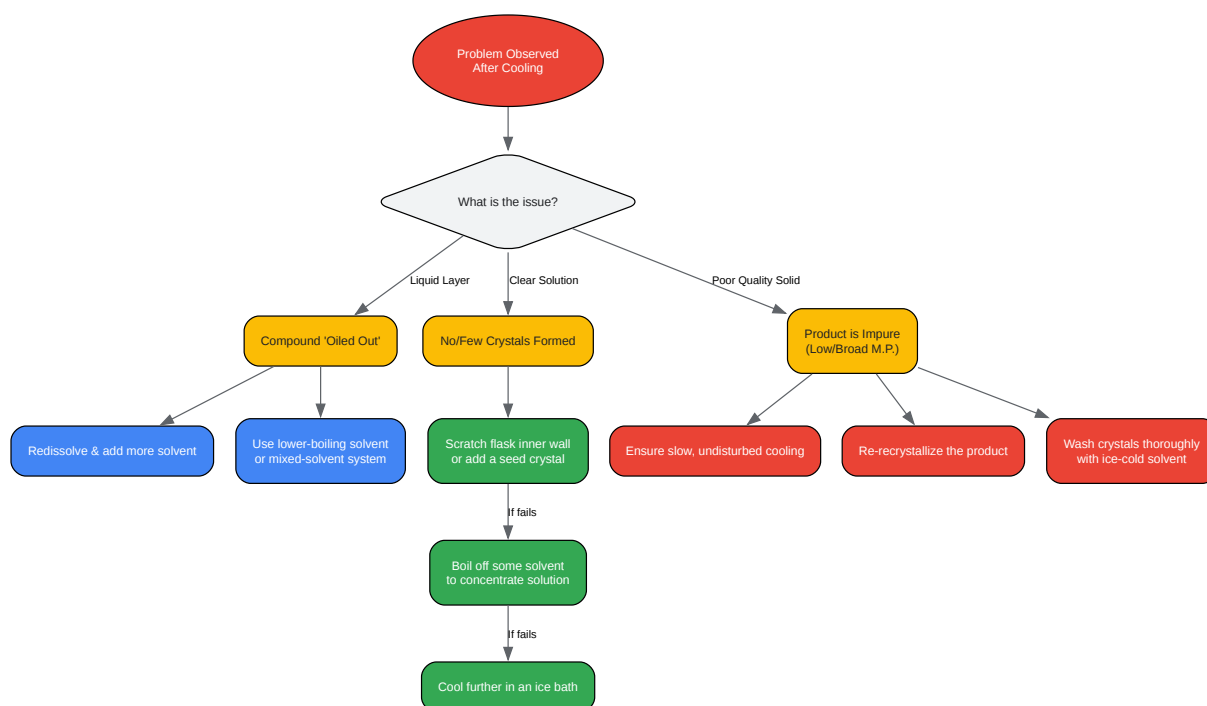 Problem Observed
After Cooling
What is the issue?
Liquid Layer
Clear Solution
Poor Quality Solid
Compound 'Oiled Out'
No/Few Crystals Formed
Product is Impure
(Low/Broad M.P.)
Redissolve & add more solvent
Use lower-boiling solvent
or mixed-solvent system
Scratch flask inner wall
or add a seed crystal
Ensure slow, undisturbed cooling
Re-recrystallize the product
Wash crystals thoroughly
with ice-cold solvent
If fails
Boil off some solvent
to concentrate solution
If fails
Cool further in an ice bath